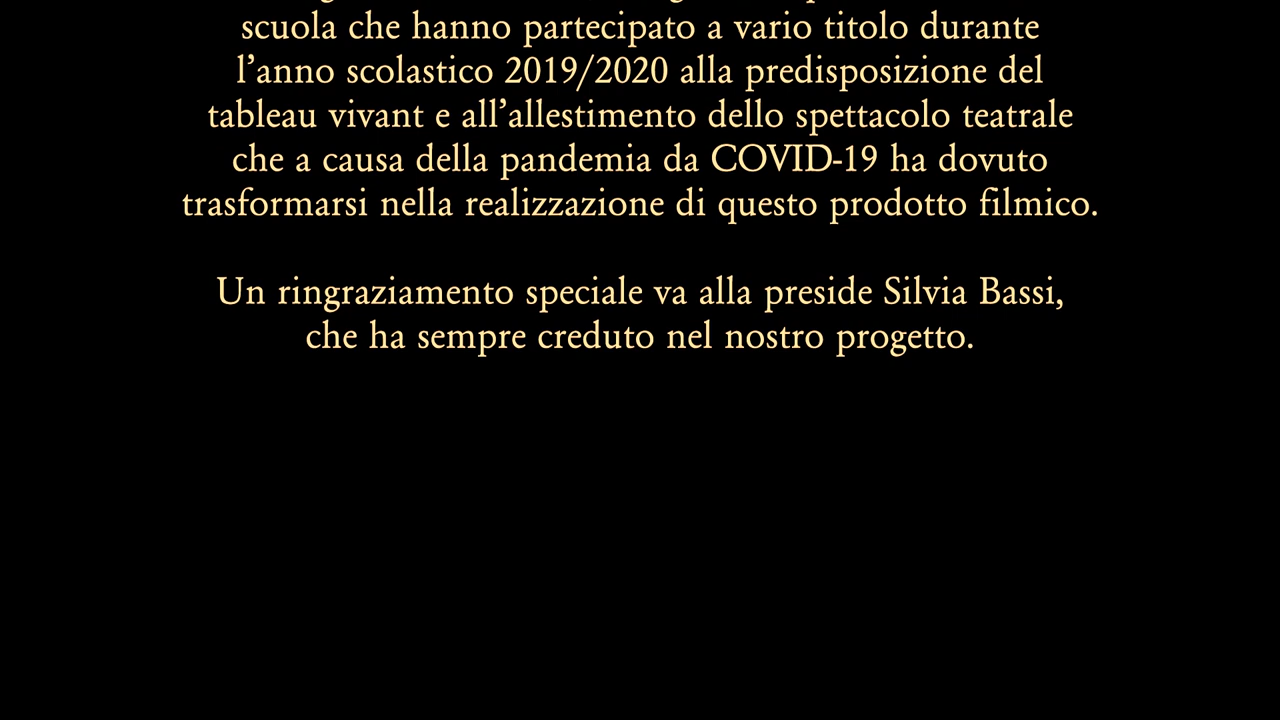 scuola che hanno partecipato a vario titolo durante
l’anno scolastico 2019/2020 alla predisposizione del
tableau vivant e all’allestimento dello spettacolo teatrale
che a causa della pandemia da COVID-19 ha dovuto
trasformarsi nella realizzazione di questo prodotto filmico.
Un ringraziamento speciale va alla preside Silvia Bassi,
che ha sempre creduto nel nostro progetto.